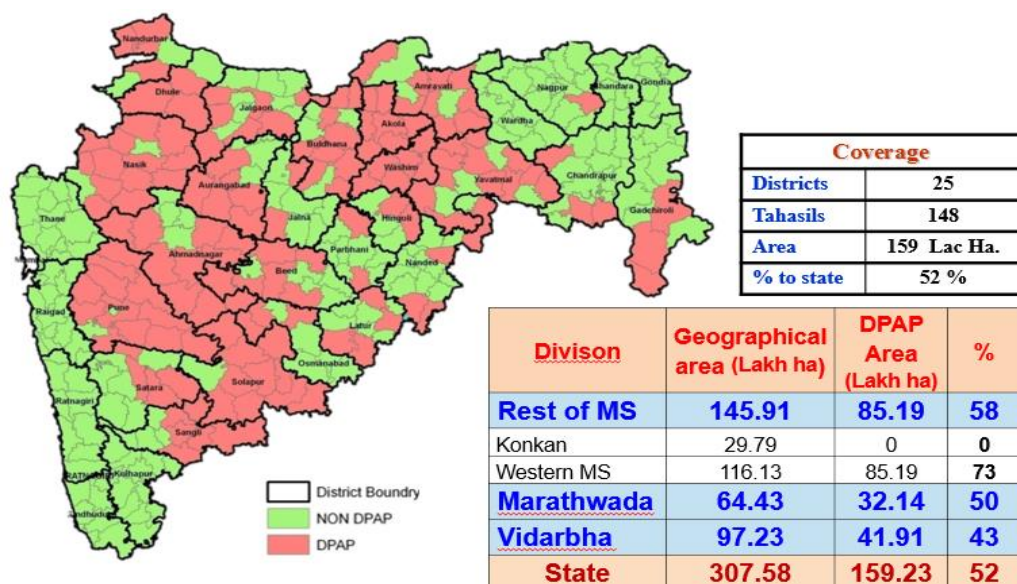 Nandurbar
Dhule
Jalgaon
Nasik
Buldhana
Akola
Amravati
Washim
Yavatmal
Nagpur
Wardha
Bhandara
Gondia
Chandrapur
Gadchiroli
Aurangabad
Jalna
Hingoli
Parbhani
Nanded
Thane
Ahmadnagar
Beed
Raigad
Pune
Latur
Osmanabad
Solapur
Satara
Ratnagiri
Sangli
Kolhapur
District Boundry
NON DPAP
DPAP
Coverage
Districts 25
Tahasils 148
Area 159 Lac Ha.
% to state 52 %
Divison Geographical area (Lakh ha) DPAP Area (Lakh ha) %
Rest of MS 145.91 85.19 58
Konkan 29.79 0 0
Western MS 116.13 85.19 73
Marathwada 64.43 32.14 50
Vidarbha 97.23 41.91 43
State 307.58 159.23 52